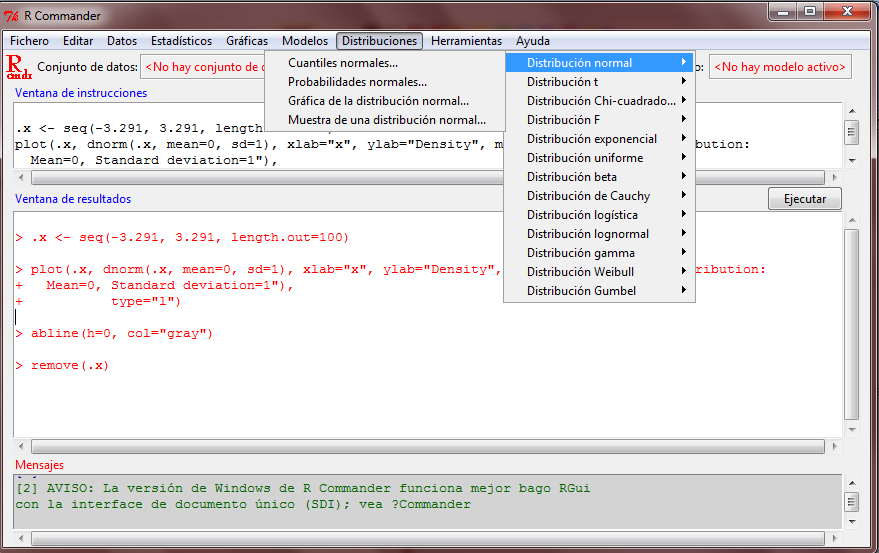 R Commander
Fichero Editar Datos Estadísticos Gráficas Modelos Distribuciones Herramientas Ayuda
R cmdr Conjunto de datos: <No hay conjunto de o: <No hay modelo activo>
Cuantiles normales...
Probabilidades normales...
Gráfica de la distribución normal...
Muestra de una distribución normal...
Distribución normal
Distribución t
Distribución Chi-cuadrado...
Distribución F
Distribución exponencial
Distribución uniforme
Distribución beta
Distribución de Cauchy
Distribución logística
Distribución lognormal
Distribución gamma
Distribución Weibull
Distribución Gumbel
Ventana de instrucciones
.x <- seq(-3.291, 3.291, length
plot(.x, dnorm(.x, mean=0, sd=1), xlab="x", ylab="Density", m bution:
Mean=0, Standard deviation=1"),
Ventana de resultados
Ejecutar
> .x <- seq(-3.291, 3.291, length.out=100)
> plot(.x, dnorm(.x, mean=0, sd=1), xlab="x", ylab="Density", tribution:
+ Mean=0, Standard deviation=1"),
+ type="l")
> abline(h=0, col="gray")
> remove(.x)
Mensajes
[2] AVISO: La versión de Windows de R Commander funciona mejor bago RGui
con la interface de documento único (SDI); vea ?Commander